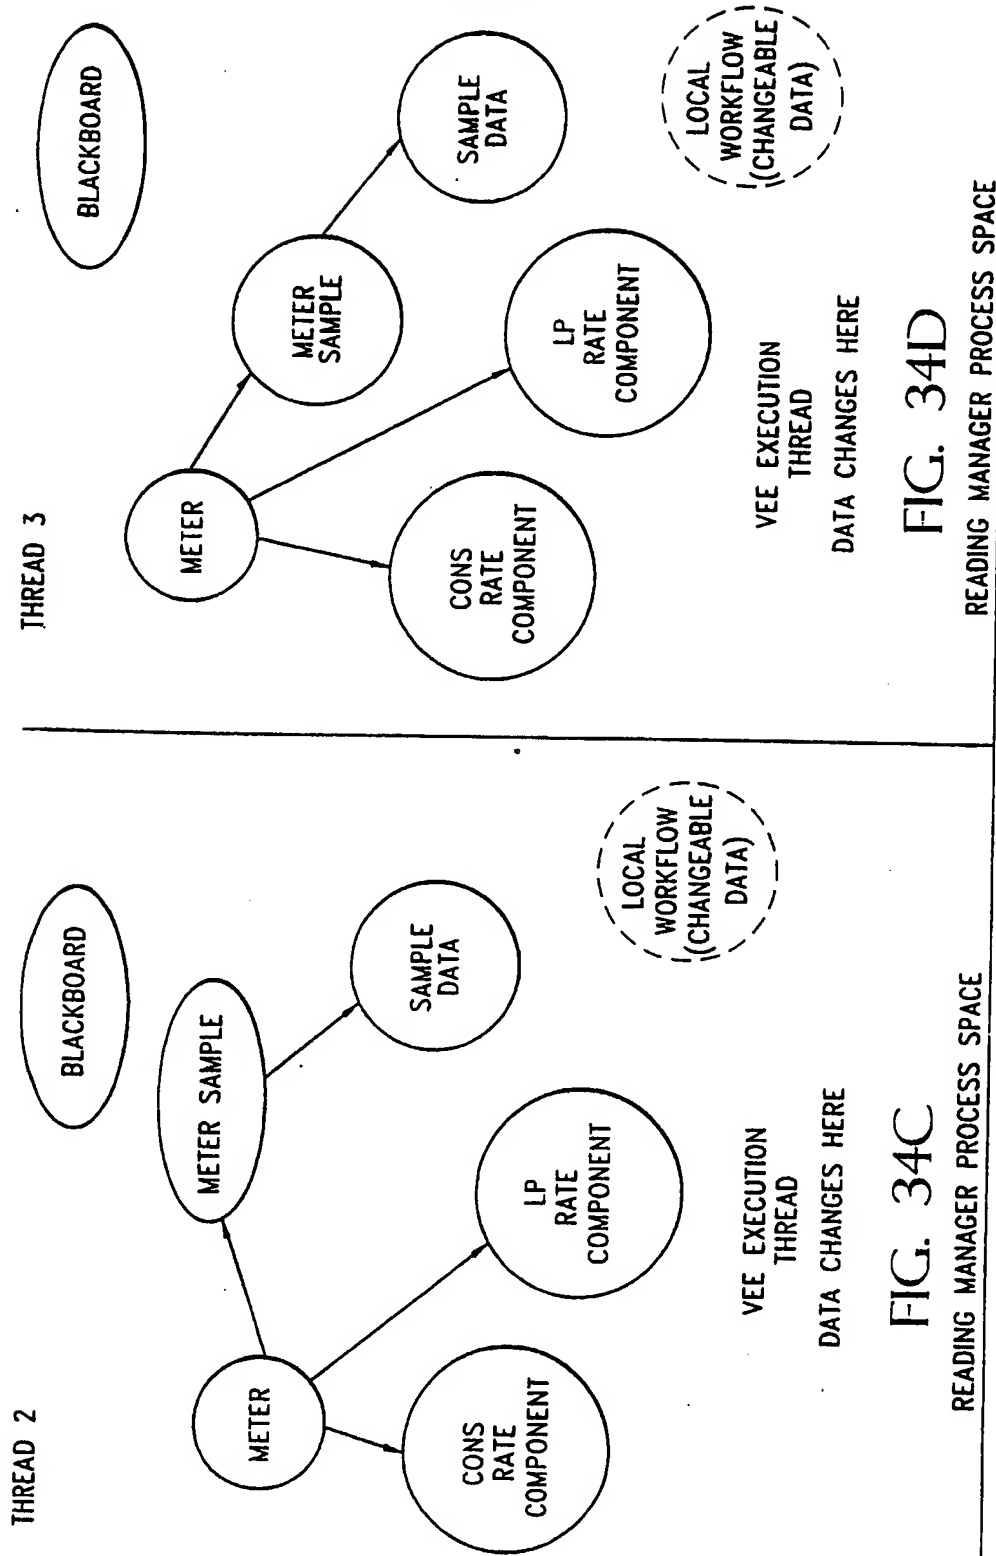 THREAD 2
BLACKBOARD
METER SAMPLE
METER
SAMPLE
DATA
CONS
RATE
COMPONENT
LP
RATE
COMPONENT
LOCAL
WORKFLOW
(CHANGEABLE
DATA)
VEE EXECUTION
THREAD
DATA CHANGES HERE
FIG. 34C
READING MANAGER PROCESS SPACE
THREAD 3
BLACKBOARD
METER
METER
SAMPLE
SAMPLE
DATA
CONS
RATE
COMPONENT
LP
RATE
COMPONENT
LOCAL
WORKFLOW
(CHANGEABLE
DATA)
VEE EXECUTION
THREAD
DATA CHANGES HERE
FIG. 34D
READING MANAGER PROCESS SPACE